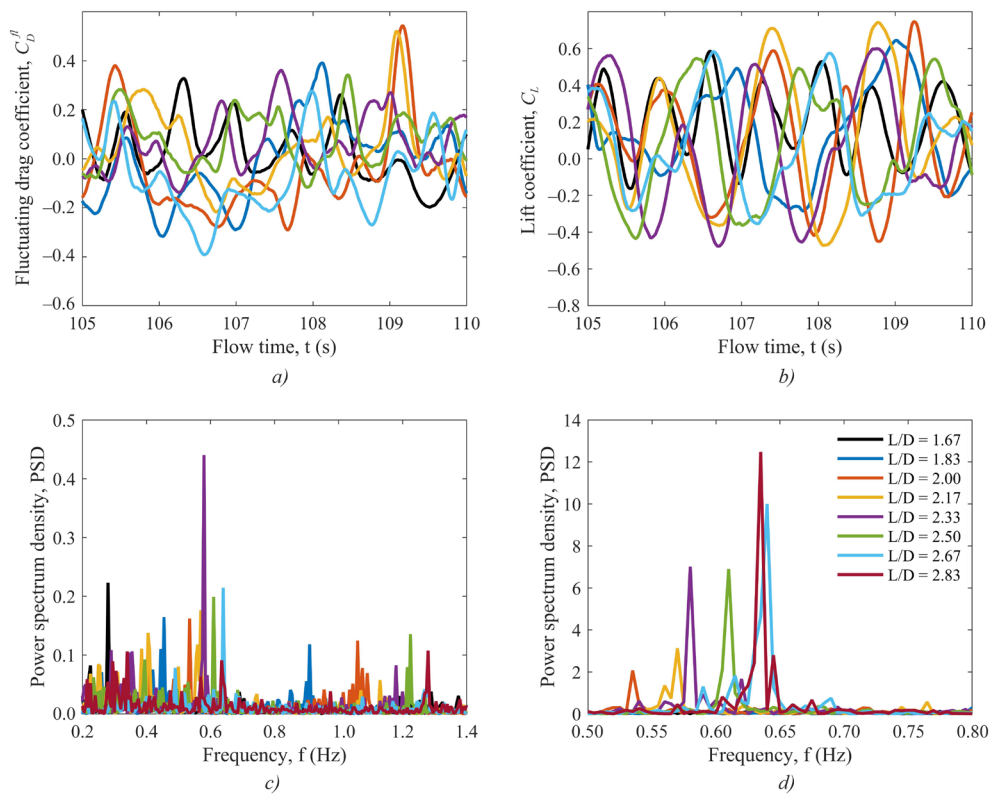 Fluctuating drag coefficient, C_D^fl
0.4
0.2
0.0
–0.2
–0.4
–0.6
105 106 107 108 109 110
Flow time, t (s)
a)
Lift coefficient, C_L
0.6
0.4
0.2
0.0
–0.2
–0.4
–0.6
–0.8
105 106 107 108 109 110
Flow time, t (s)
b)
Power spectrum density, PSD
0.5
0.4
0.3
0.2
0.1
0.0
0.2 0.4 0.6 0.8 1.0 1.2 1.4
Frequency, f (Hz)
c)
Power spectrum density, PSD
14
12
10
8
6
4
2
0
0.50 0.55 0.60 0.65 0.70 0.75 0.80
Frequency, f (Hz)
d)
L/D = 1.67
L/D = 1.83
L/D = 2.00
L/D = 2.17
L/D = 2.33
L/D = 2.50
L/D = 2.67
L/D = 2.83